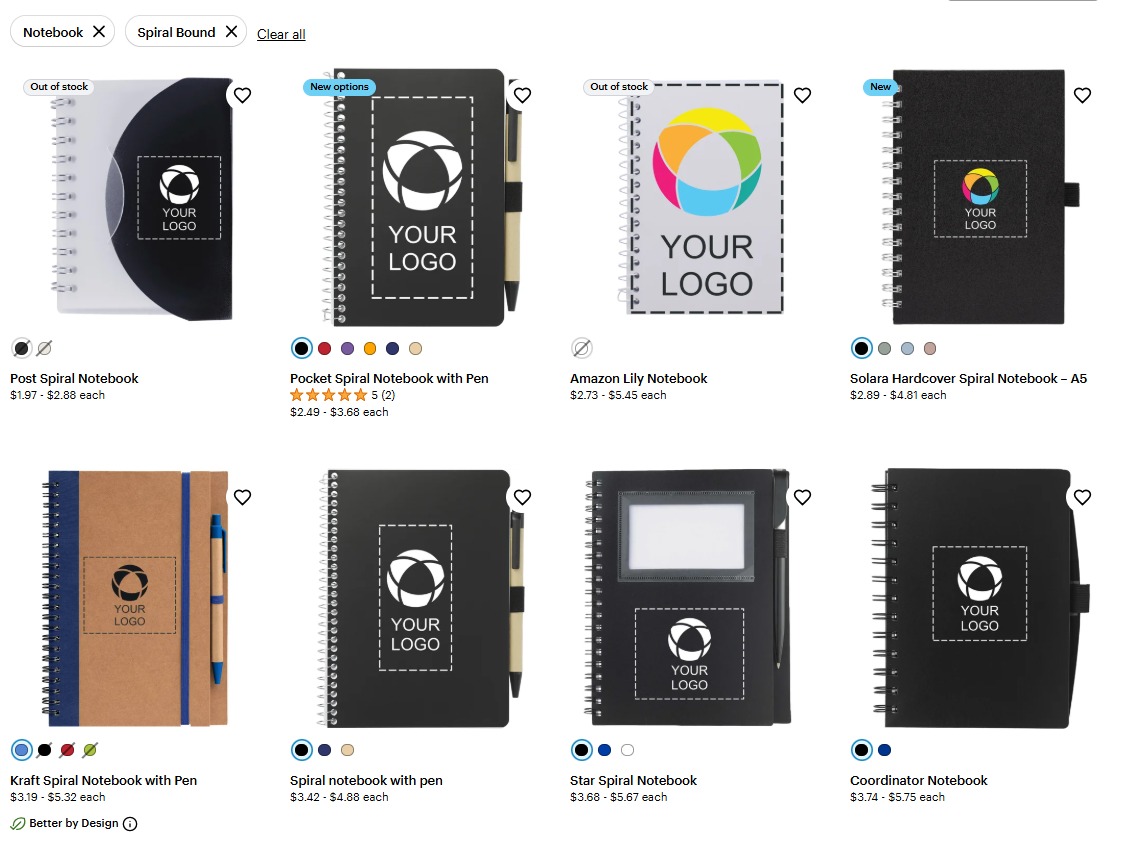 Notebook
Spiral Bound
Clear all
Out of stock
YOUR
LOGO
New options
YOUR
LOGO
Out of stock
YOUR
LOGO
New
YOUR
LOGO
Post Spiral Notebook
$1.97 - $2.88 each
Pocket Spiral Notebook with Pen
5 (2)
$2.49 - $3.68 each
Amazon Lily Notebook
$2.73 - $5.45 each
Solara Hardcover Spiral Notebook – A5
$2.89 - $4.81 each
YOUR
LOGO
YOUR
LOGO
YOUR
LOGO
YOUR
LOGO
Kraft Spiral Notebook with Pen
$3.19 - $5.32 each
Better by Design
Spiral notebook with pen
$3.42 - $4.88 each
Star Spiral Notebook
$3.68 - $5.67 each
Coordinator Notebook
$3.74 - $5.75 each